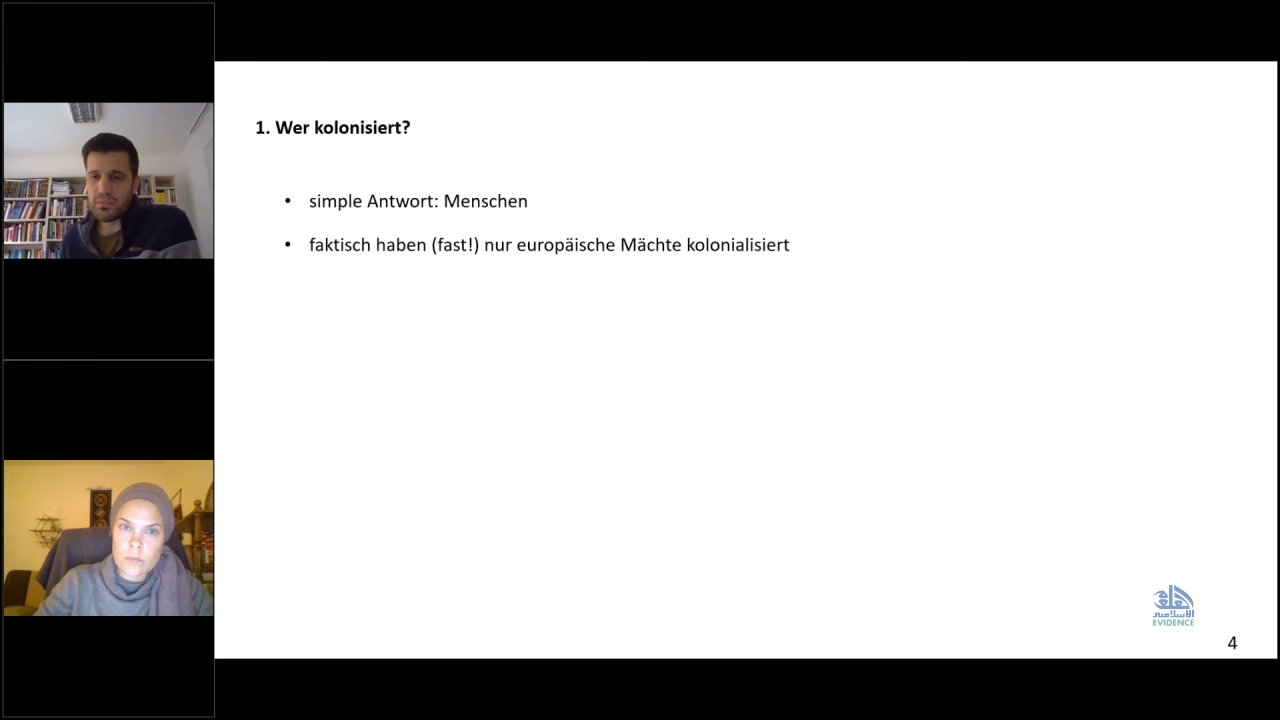 1. Wer kolonisiert?
• simple Antwort: Menschen
• faktisch haben (fast!) nur europäische Mächte kolonialisiert
EVIDENCE
4